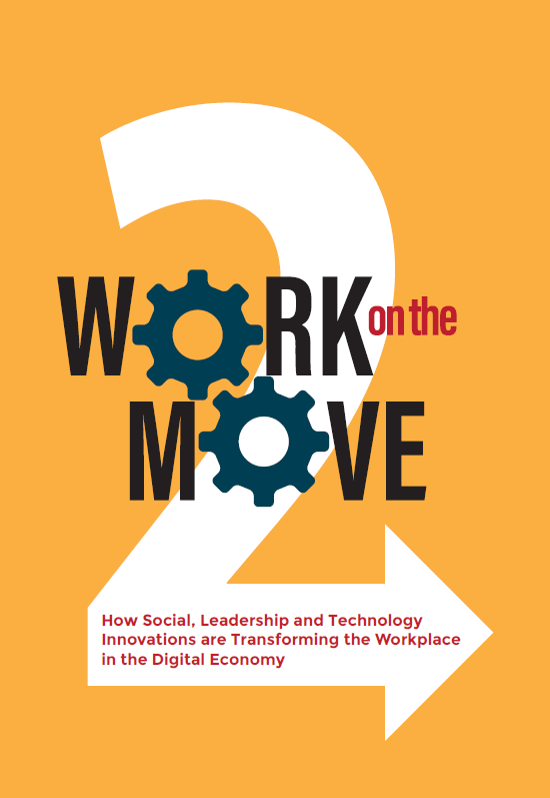 2
WORK on the
MOVE
How Social, Leadership and Technology
Innovations are Transforming the Workplace
in the Digital Economy